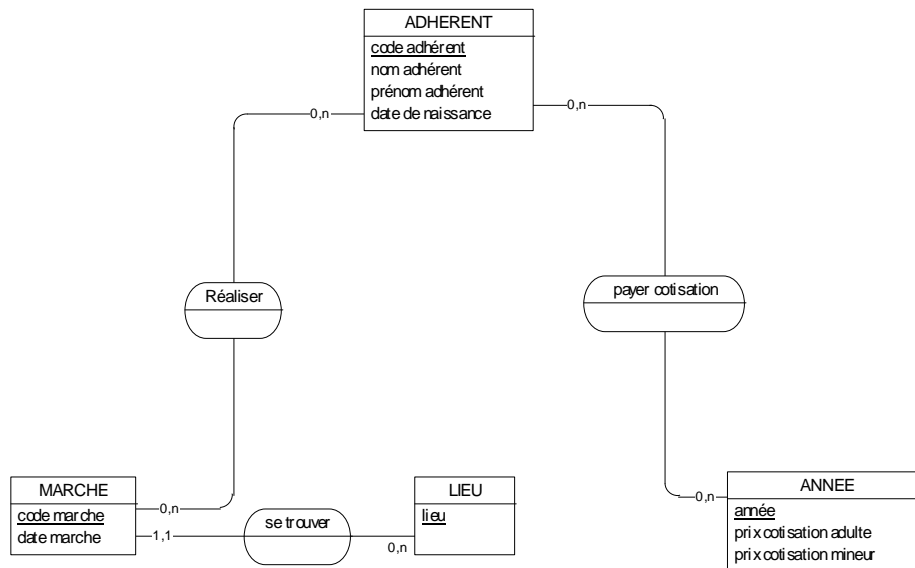 ADHERENT
code adhérent
nom adhérent
prénom adhérent
date de naissance
0,n
0,n
Réaliser
payer cotisation
MARCHE
code marche
date marche
0,n
1,1
se trouver
0,n
LIEU
lieu
0,n
ANNEE
année
prix cotisation adulte
prix cotisation mineur